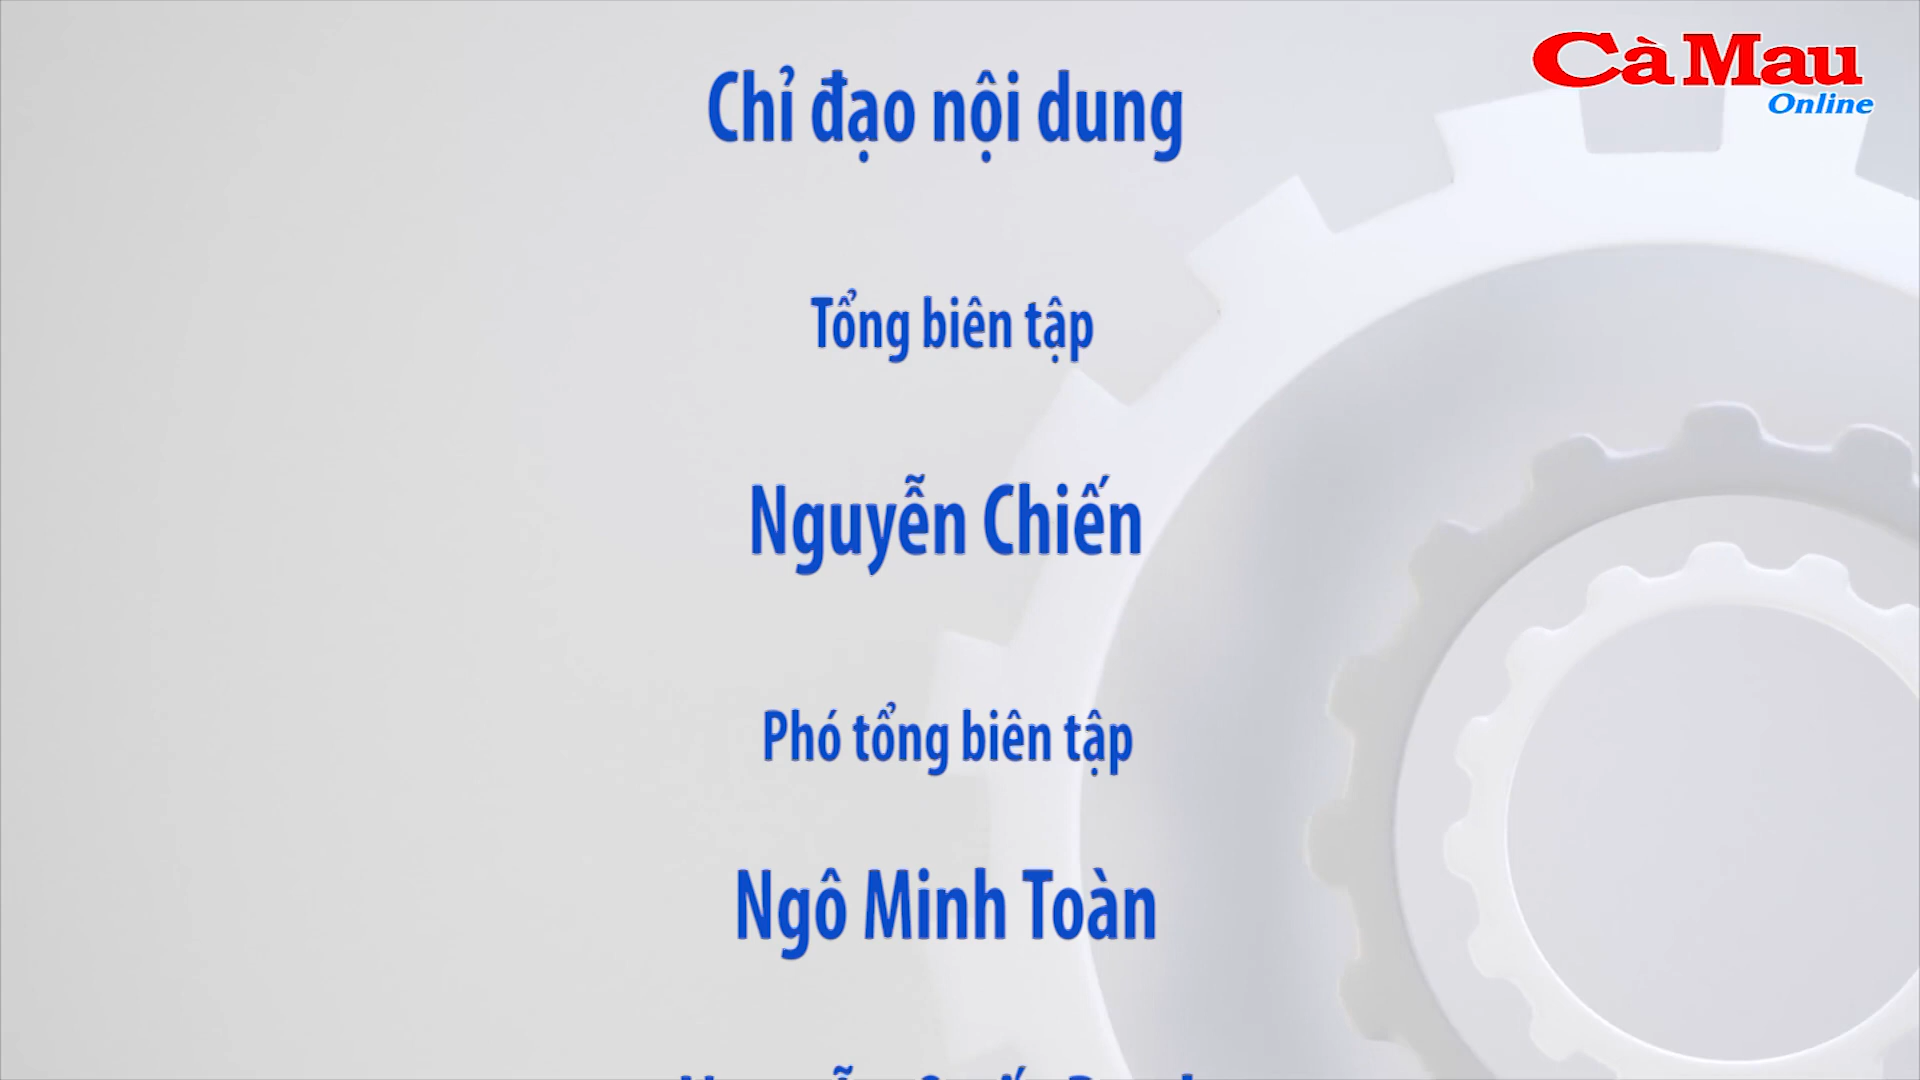 Cà Mau
Online
Chỉ đạo nội dung
Tổng biên tập
Nguyễn Chiến
Phó tổng biên tập
Ngô Minh Toàn